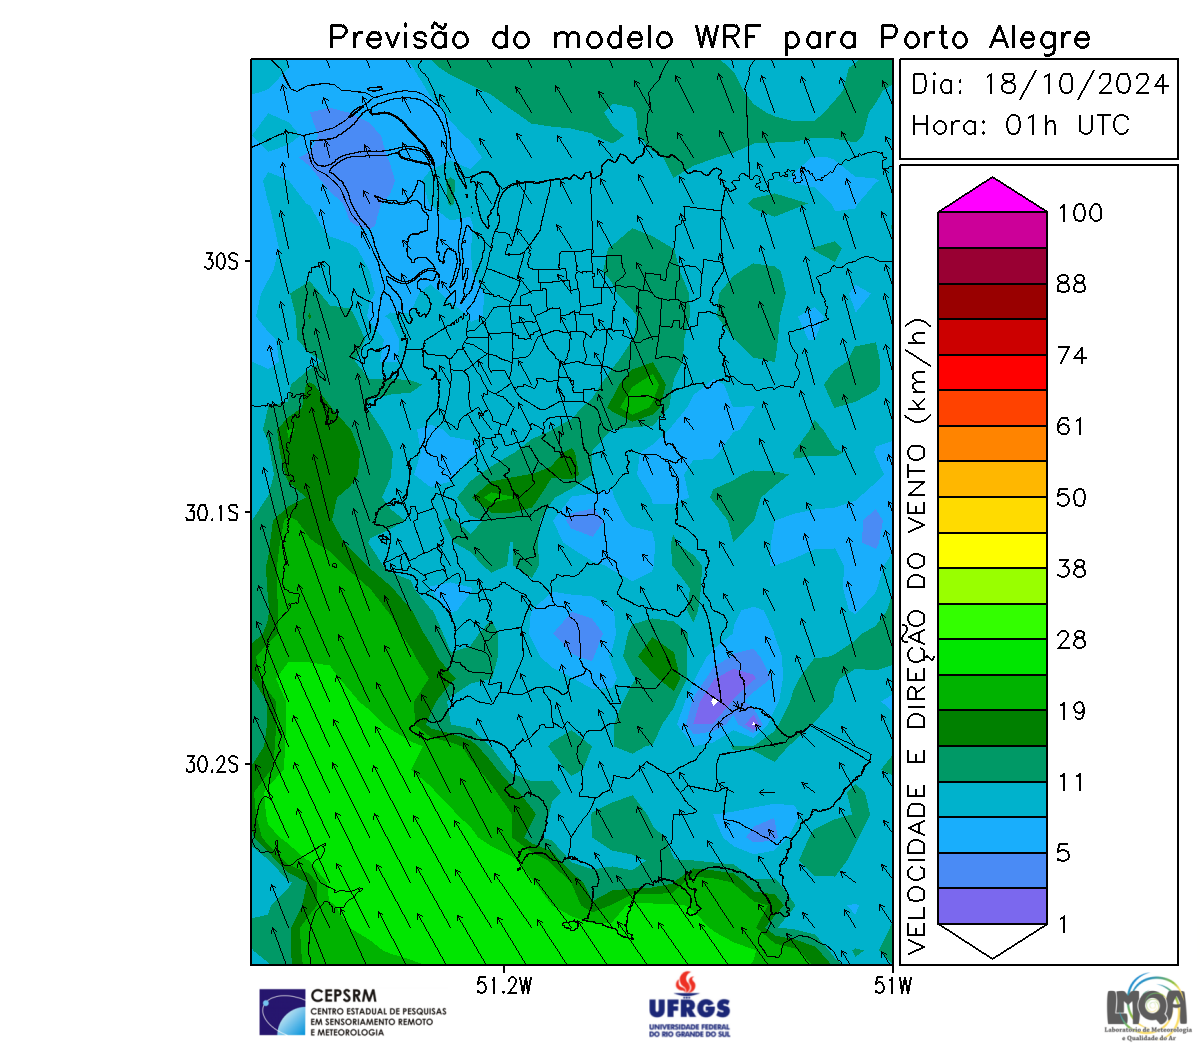 Previsão do modelo WRF para Porto Alegre
Dia: 18/10/2024
Hora: 01h UTC
30S
30.1S
30.2S
51.2W
51W
VELOCIDADE E DIREÇÃO DO VENTO (km/h)
100
88
74
61
50
38
28
19
11
5
1
CEPSRM
CENTRO ESTADUAL DE PESQUISAS
EM SENSORIAMENTO REMOTO
E METEOROLOGIA
UFRGS
UNIVERSIDADE FEDERAL
DO RIO GRANDE DO SUL
LMQA
Laboratório de Meteorologia
e Qualidade do Ar